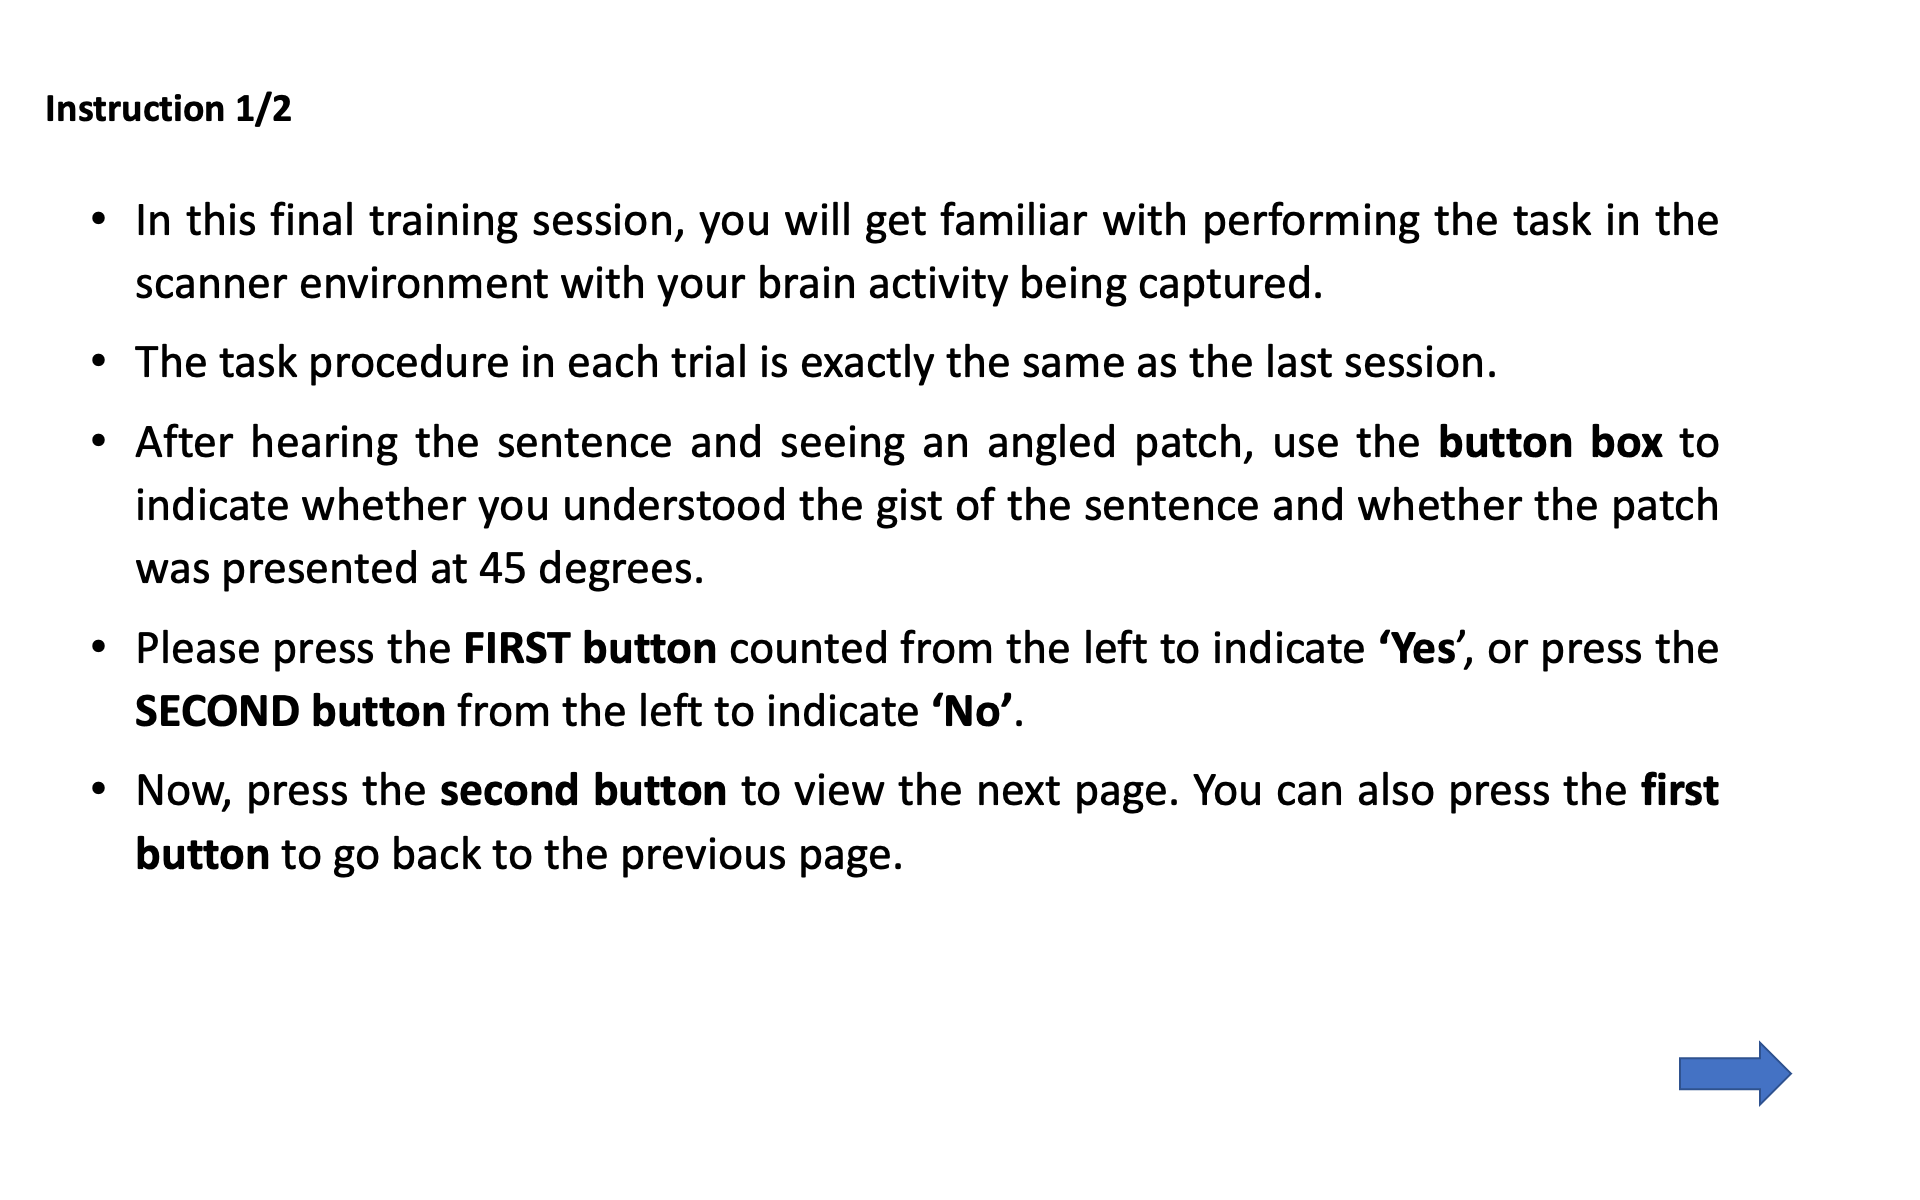 Instruction 1/2
• In this final training session, you will get familiar with performing the task in the
scanner environment with your brain activity being captured.
• The task procedure in each trial is exactly the same as the last session.
• After hearing the sentence and seeing an angled patch, use the button box to
indicate whether you understood the gist of the sentence and whether the patch
was presented at 45 degrees.
• Please press the FIRST button counted from the left to indicate ‘Yes’, or press the
SECOND button from the left to indicate ‘No’.
• Now, press the second button to view the next page. You can also press the first
button to go back to the previous page.